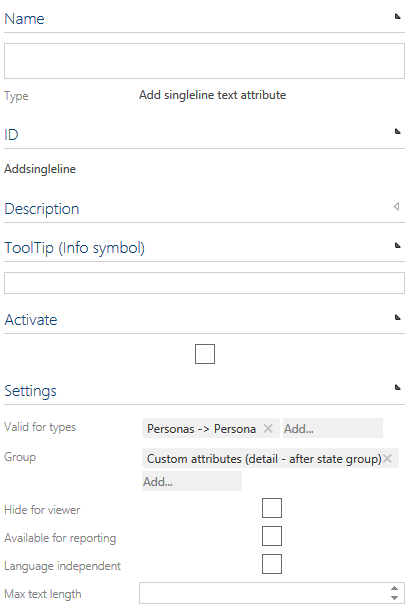 Name
Type Add singleline text attribute
ID
Addsingleline
Description
ToolTip (Info symbol)
Activate
Settings
Valid for types Personas -> Persona × Add...
Group Custom attributes (detail - after state group) ×
Add...
Hide for viewer
Available for reporting
Language independent
Max text length